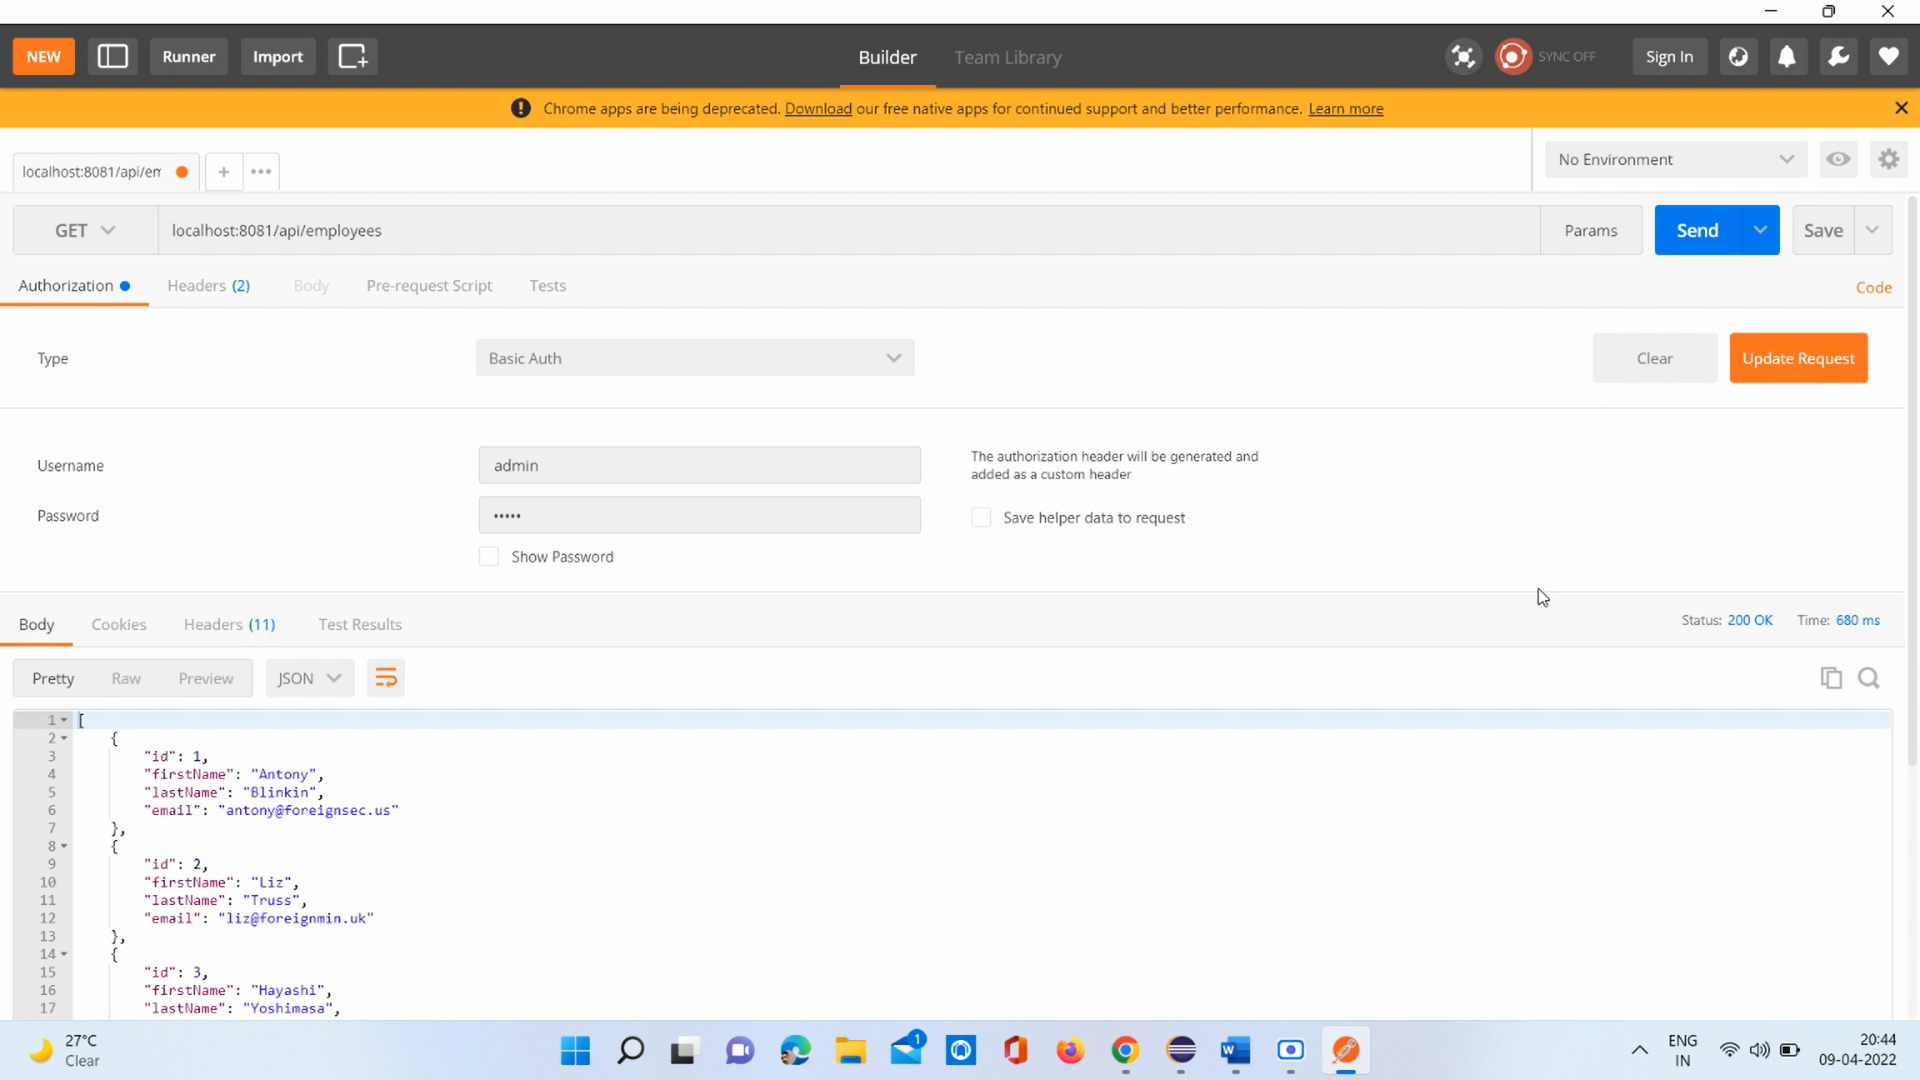 NEW
Runner
Import
Builder
Team Library
SYNC OFF
Sign In
Chrome apps are being deprecated. Download our free native apps for continued support and better performance. Learn more
localhost:8081/api/em
No Environment
GET
localhost:8081/api/employees
Params
Send
Save
Authorization
Headers (2)
Body
Pre-request Script
Tests
Code
Type
Basic Auth
Clear
Update Request
Username
admin
The authorization header will be generated and
added as a custom header
Password
•••••
Save helper data to request
Show Password
Body
Cookies
Headers (11)
Test Results
Status: 200 OK
Time: 680 ms
Pretty
Raw
Preview
JSON
1 [
2 {
3 "id": 1,
4 "firstName": "Antony",
5 "lastName": "Blinkin",
6 "email": "antony@foreignsec.us"
7 },
8 {
9 "id": 2,
10 "firstName": "Liz",
11 "lastName": "Truss",
12 "email": "liz@foreignmin.uk"
13 },
14 {
15 "id": 3,
16 "firstName": "Hayashi",
17 "lastName": "Yoshimasa",
27°C
Clear
1
ENG
IN
20:44
09-04-2022